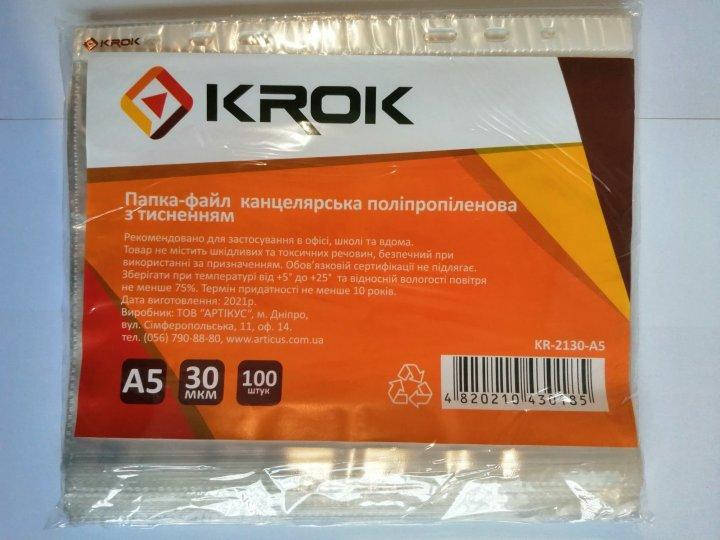 KROK
KROK
Папка-файл канцелярська поліпропіленова
з тисненням
Рекомендовано для застосування в офісі, школі та вдома.
Товар не містить шкідливих та токсичних речовин, безпечний при
використанні за призначенням. Обов'язковій сертифікації не підлягає.
Зберігати при температурі від +5° до +25° та відносній вологості повітря
не менше 75%. Термін придатності не менше 10 років.
Дата виготовлення: 2021р.
Виробник: ТОВ "АРТІКУС", м. Дніпро,
вул. Сімферопольська, 11, оф. 14.
тел. (056) 790-88-80, www.articus.com.ua
KR-2130-A5
A5 30 мкм 100 штук
4 820210 430185